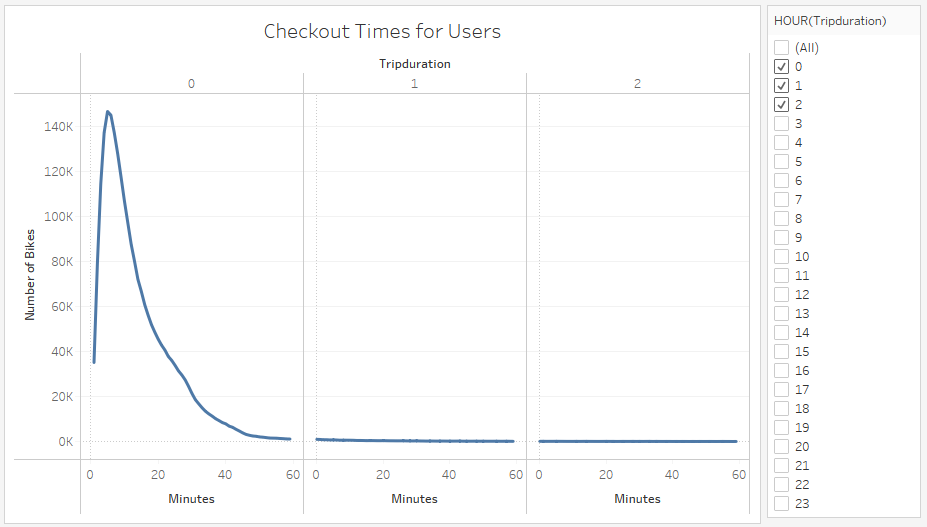 Checkout Times for Users
Tripduration
0 1 2
140K
120K
100K
80K
60K
40K
20K
0K
Number of Bikes
0 20 40 60 0 20 40 60 0 20 40 60
Minutes Minutes Minutes
HOUR(Tripduration)
(All)
0
1
2
3
4
5
6
7
8
9
10
11
12
13
14
15
16
17
18
19
20
21
22
23